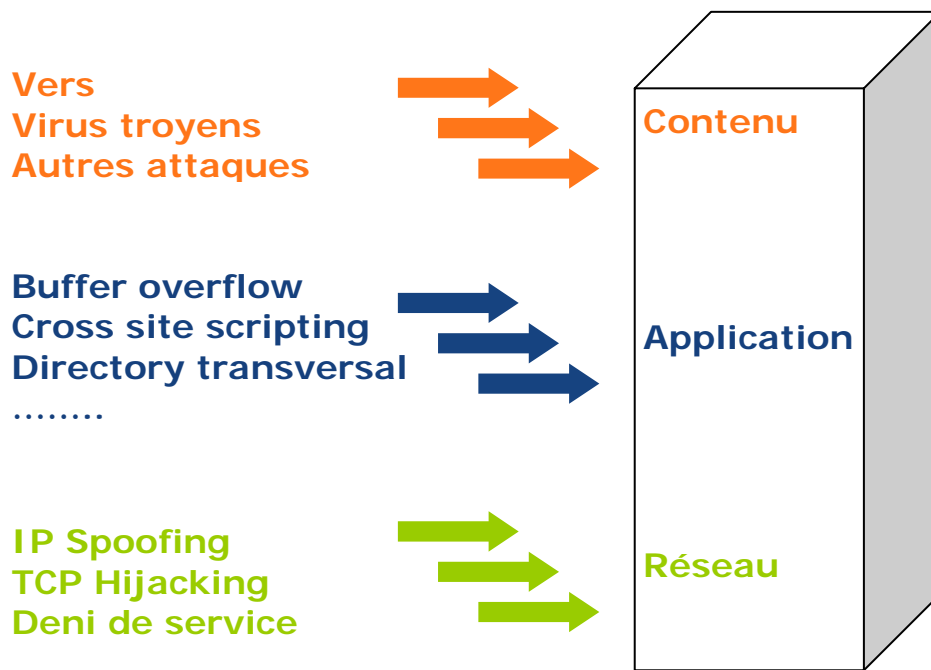 Vers
Virus troyens
Autres attaques
Contenu
Buffer overflow
Cross site scripting
Directory transversal
........
Application
IP Spoofing
TCP Hijacking
Deni de service
Réseau